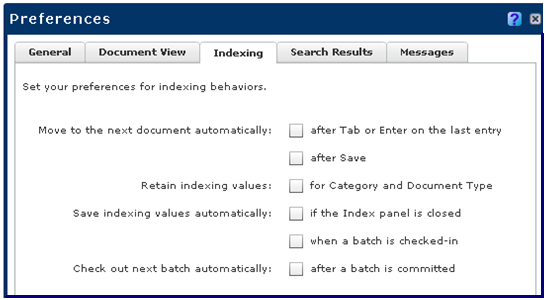 Preferences
General Document View Indexing Search Results Messages
Set your preferences for indexing behaviors.
Move to the next document automatically: after Tab or Enter on the last entry
after Save
Retain indexing values: for Category and Document Type
Save indexing values automatically: if the Index panel is closed
when a batch is checked-in
Check out next batch automatically: after a batch is committed